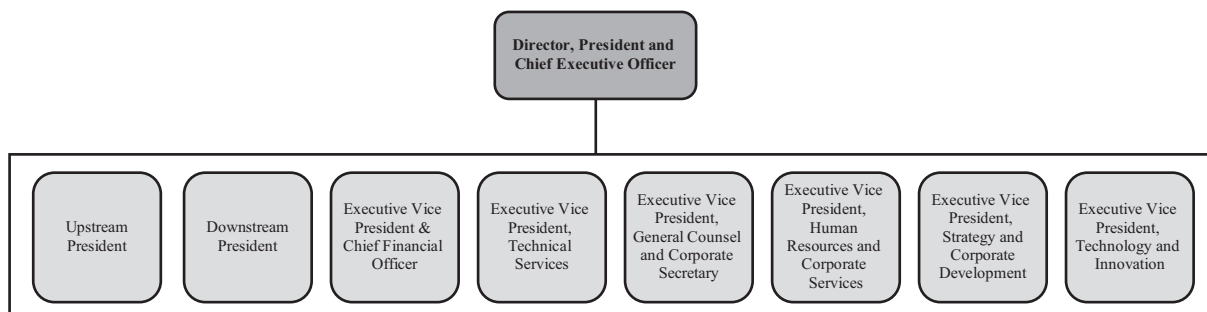 Director, President and
Chief Executive Officer
Upstream
President
Downstream
President
Executive Vice
President &
Chief Financial
Officer
Executive Vice
President,
Technical
Services
Executive Vice
President,
General Counsel
and Corporate
Secretary
Executive Vice
President,
Human
Resources and
Corporate
Services
Executive Vice
President,
Strategy and
Corporate
Development
Executive Vice
President,
Technology and
Innovation